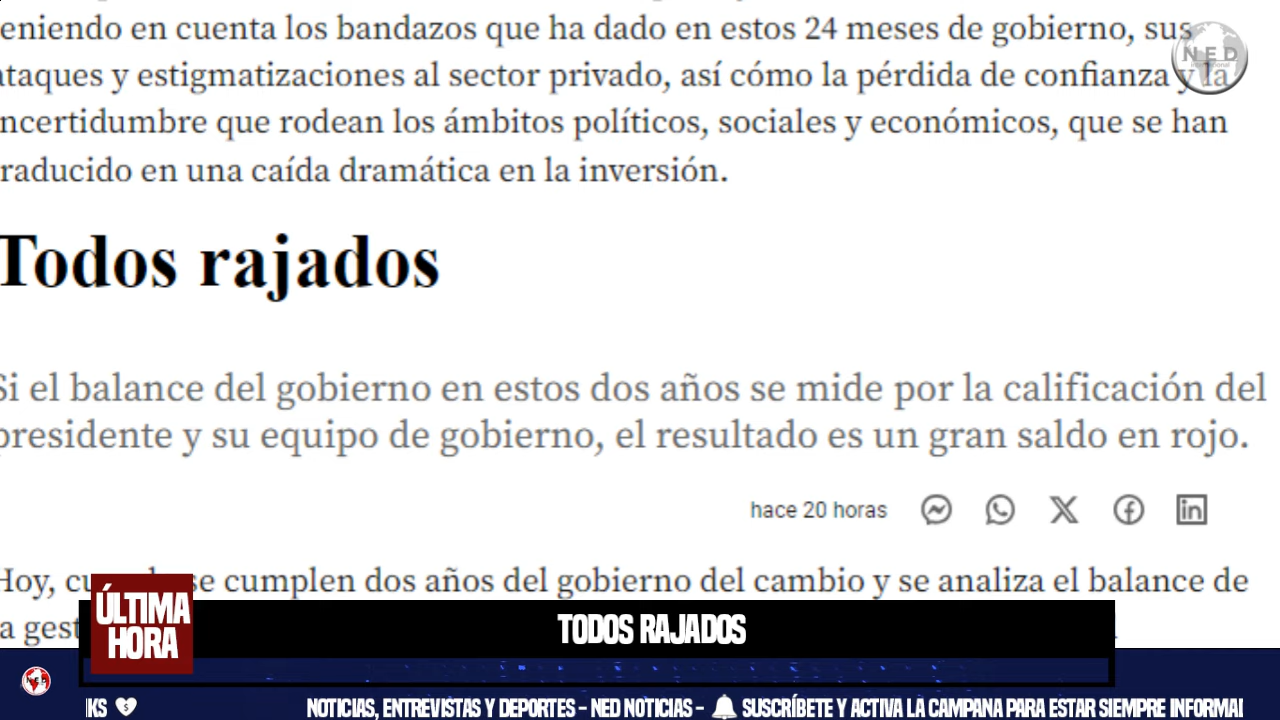 eniendo en cuenta los bandazos que ha dado en estos 24 meses de gobierno, sus
ataques y estigmatizaciones al sector privado, así cómo la pérdida de confianza y la
ncertidumbre que rodean los ámbitos políticos, sociales y económicos, que se han
raducido en una caída dramática en la inversión.
NED
International
Todos rajados
Si el balance del gobierno en estos dos años se mide por la calificación del
presidente y su equipo de gobierno, el resultado es un gran saldo en rojo.
hace 20 horas
Hoy, se cumplen dos años del gobierno del cambio y se analiza el balance de
a gest
ÚLTIMA
HORA
TODOS RAJADOS
NED
KS
NOTICIAS, ENTREVISTAS Y DEPORTES - NED NOTICIAS - SUSCRÍBETE Y ACTIVA LA CAMPANA PARA ESTAR SIEMPRE INFORMA